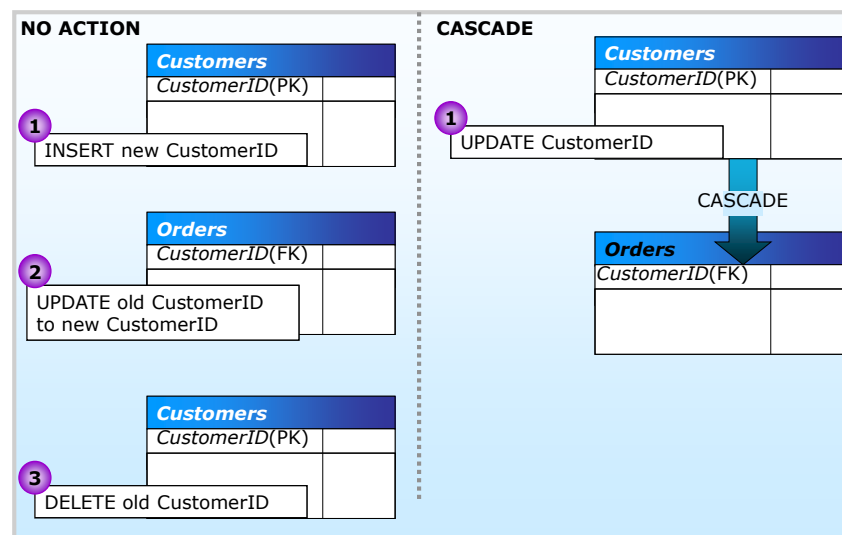 NO ACTION
Customers
CustomerID(PK)
1
INSERT new CustomerID
Orders
CustomerID(FK)
2
UPDATE old CustomerID
to new CustomerID
Customers
CustomerID(PK)
3
DELETE old CustomerID
CASCADE
Customers
CustomerID(PK)
1
UPDATE CustomerID
CASCADE
Orders
CustomerID(FK)